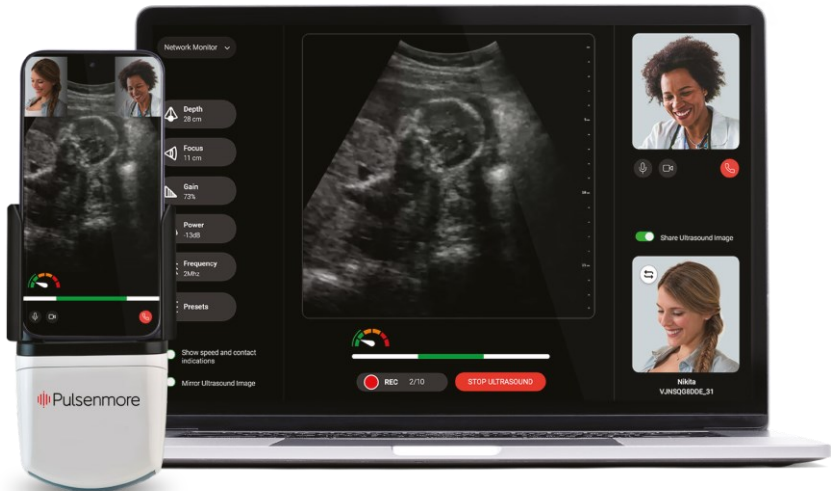 Network Monitor
Depth
28 cm
Focus
11 cm
Gain
73%
Power
-13dB
Frequency
2Mhz
Presets
Show speed and contact
indications
Mirror Ultrasound Image
REC 2/10
STOP ULTRASOUND
Share Ultrasound Image
Nikita
VJNSQG8DDE_31
Pulsenmore